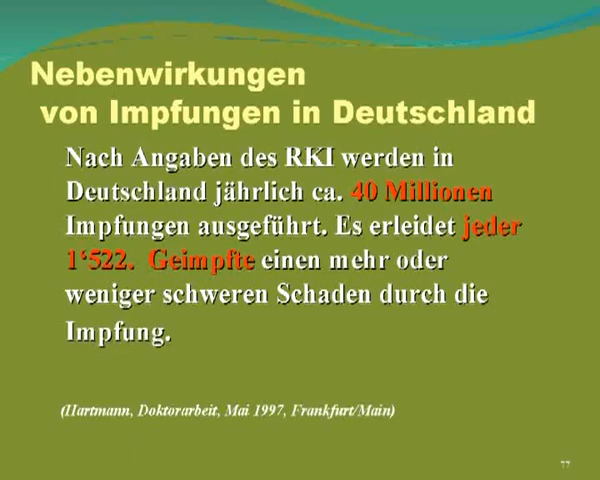 Nebenwirkungen
von Impfungen in Deutschland
Nach Angaben des RKI werden in
Deutschland jährlich ca. 40 Millionen
Impfungen ausgeführt. Es erleidet jeder
1‘522. Geimpfte einen mehr oder
weniger schweren Schaden durch die
Impfung.
(Hartmann, Doktorarbeit, Mai 1997, Frankfurt/Main)
77